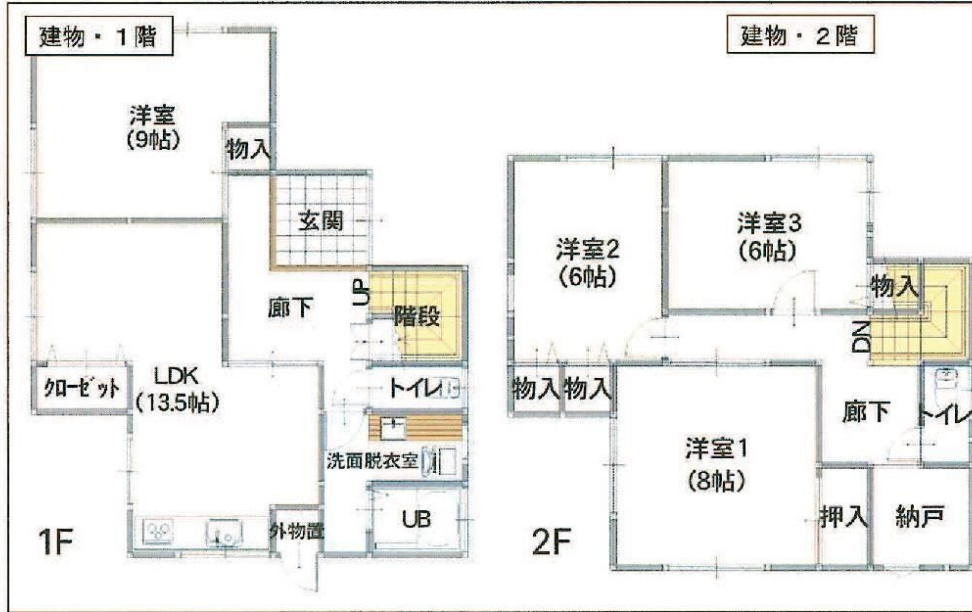 建物・1階
洋室
(9帖)
物入
玄関
廊下
UP
階段
クローゼット
LDK
(13.5帖)
トイレ
洗面脱衣室
UB
外物置
1F
建物・2階
洋室2
(6帖)
洋室3
(6帖)
物入
DN
物入
物入
廊下
トイレ
洋室1
(8帖)
押入
納戸
2F